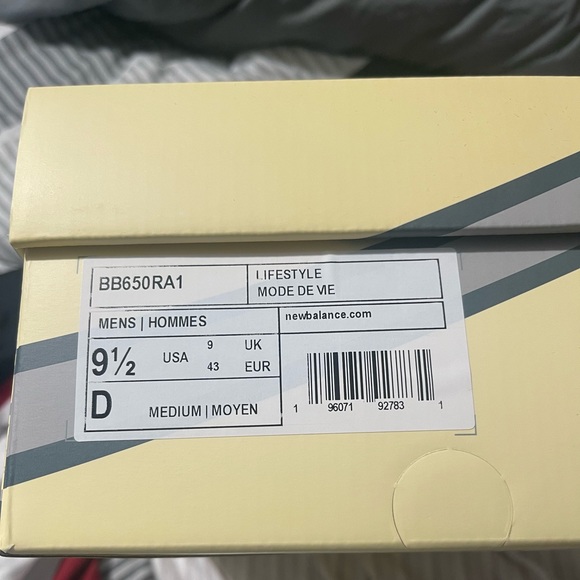 BB650RA1
LIFESTYLE
MODE DE VIE
MENS | HOMMES
newbalance.com
9½ USA 9 UK
43 EUR
D MEDIUM | MOYEN
1 96071 92783 1